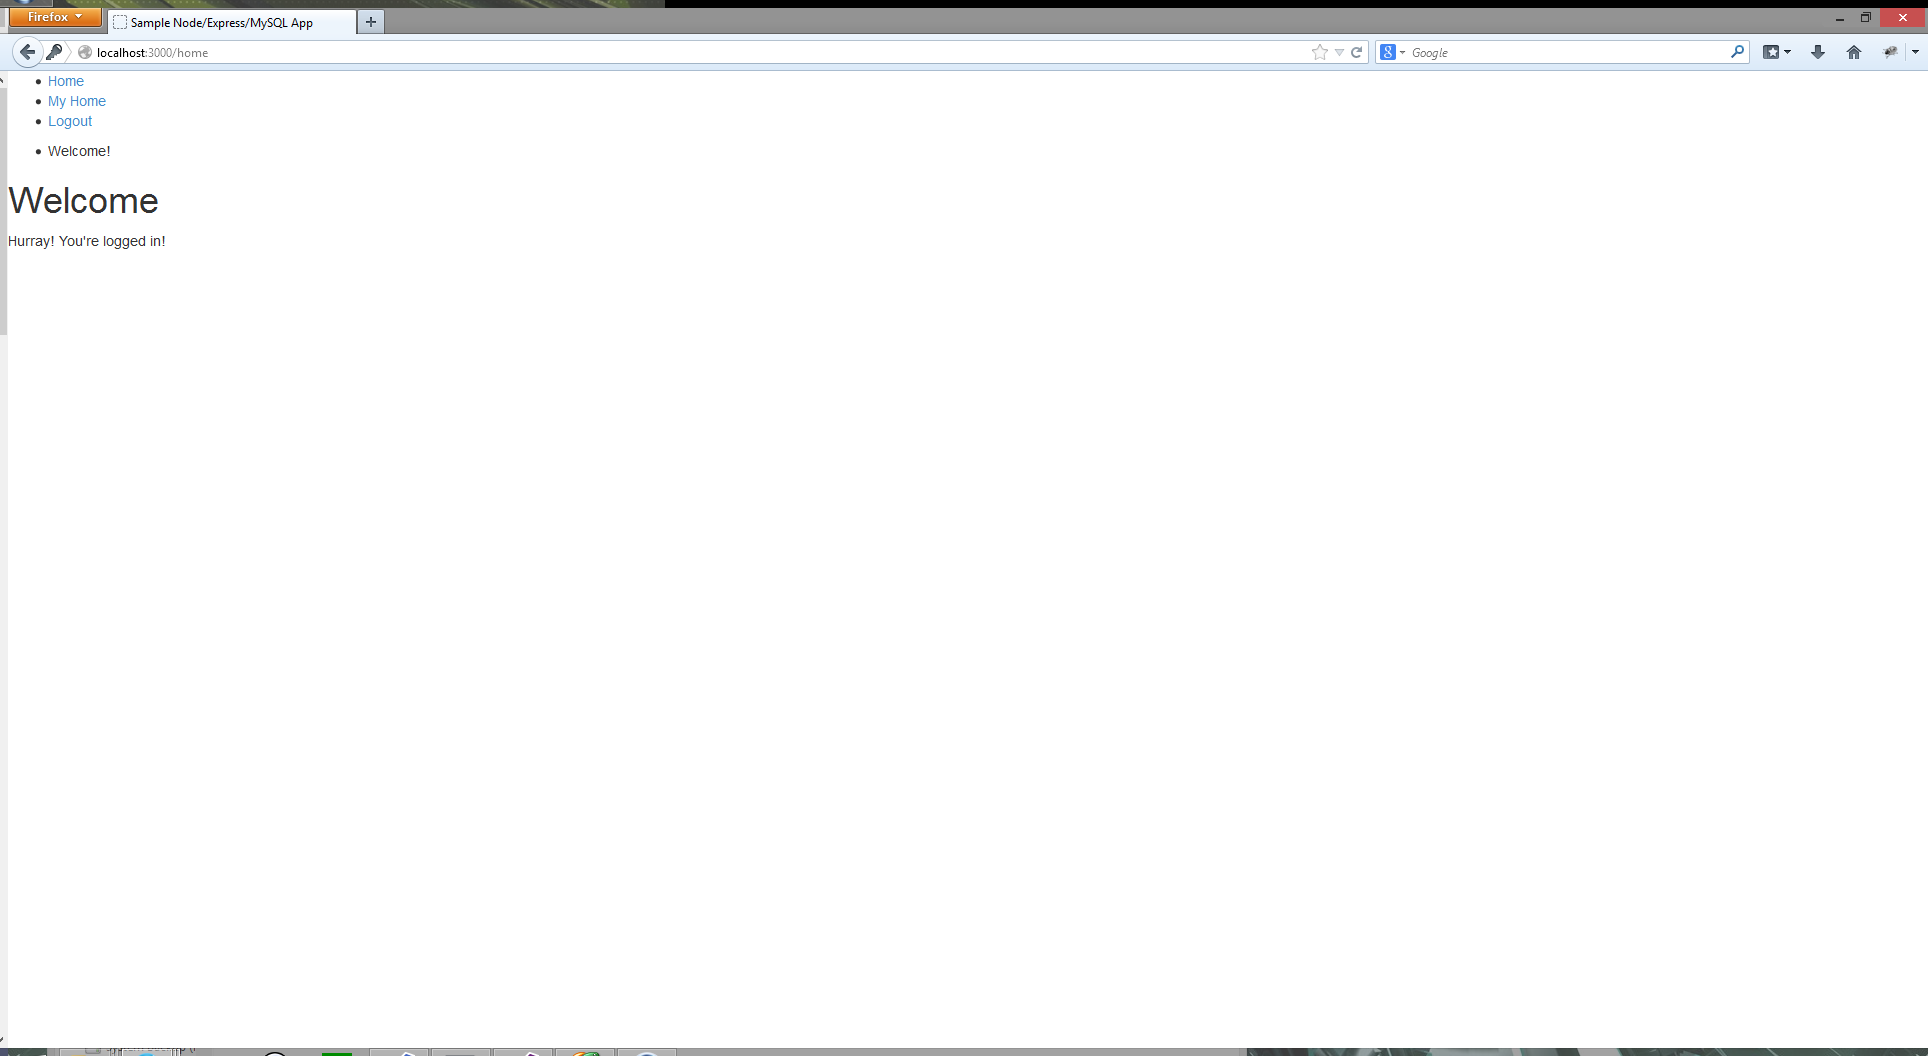 Firefox
Sample Node/Express/MySQL App
localhost:3000/home
Google
Home
My Home
Logout
Welcome!
Welcome
Hurray! You're logged in!